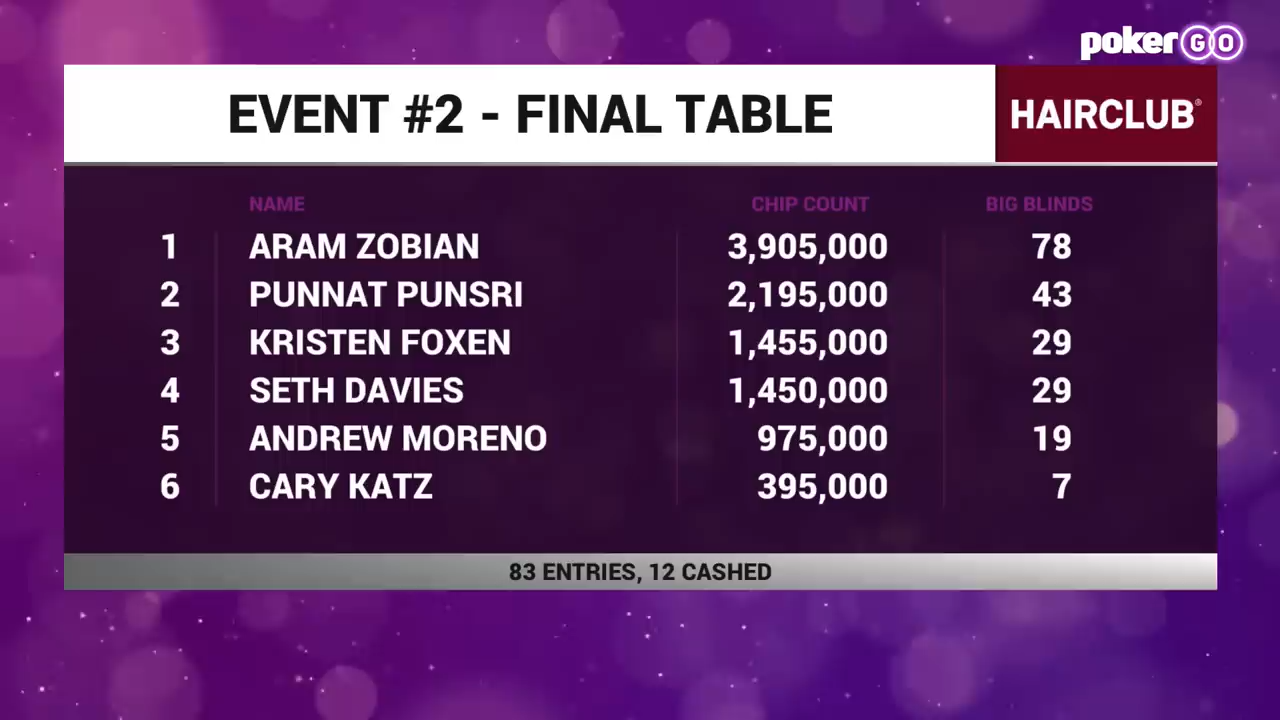 poker GO
EVENT #2 - FINAL TABLE
HAIRCLUB®
NAME CHIP COUNT BIG BLINDS
1 ARAM ZOBIAN 3,905,000 78
2 PUNNAT PUNSRI 2,195,000 43
3 KRISTEN FOXEN 1,455,000 29
4 SETH DAVIES 1,450,000 29
5 ANDREW MORENO 975,000 19
6 CARY KATZ 395,000 7
83 ENTRIES, 12 CASHED